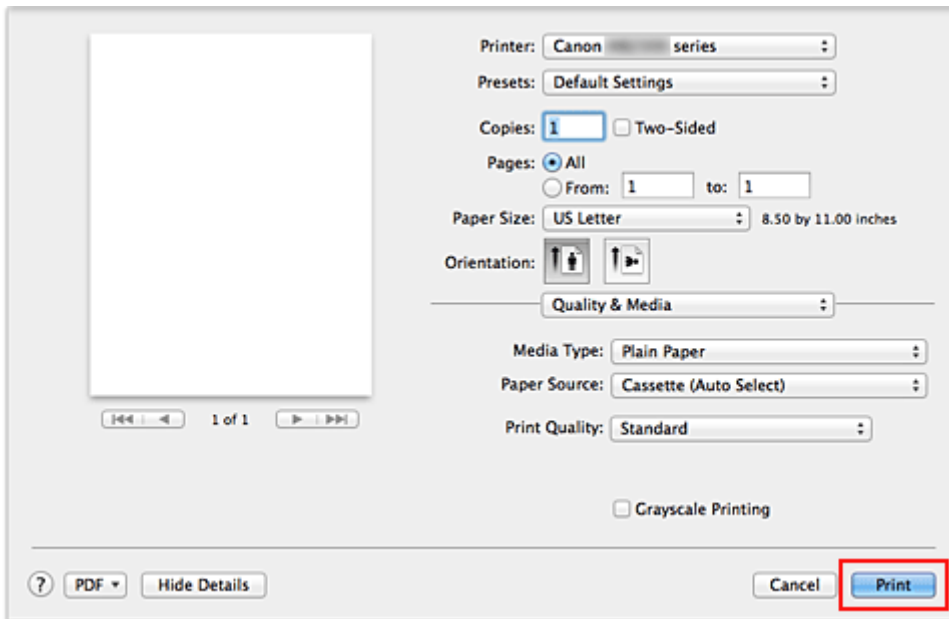 Printer: Canon series
Presets: Default Settings
Copies: 1 Two-Sided
Pages: All
From: 1 to: 1
Paper Size: US Letter 8.50 by 11.00 inches
Orientation:
Quality & Media
Media Type: Plain Paper
Paper Source: Cassette (Auto Select)
1 of 1
Print Quality: Standard
Grayscale Printing
? PDF Hide Details Cancel Print